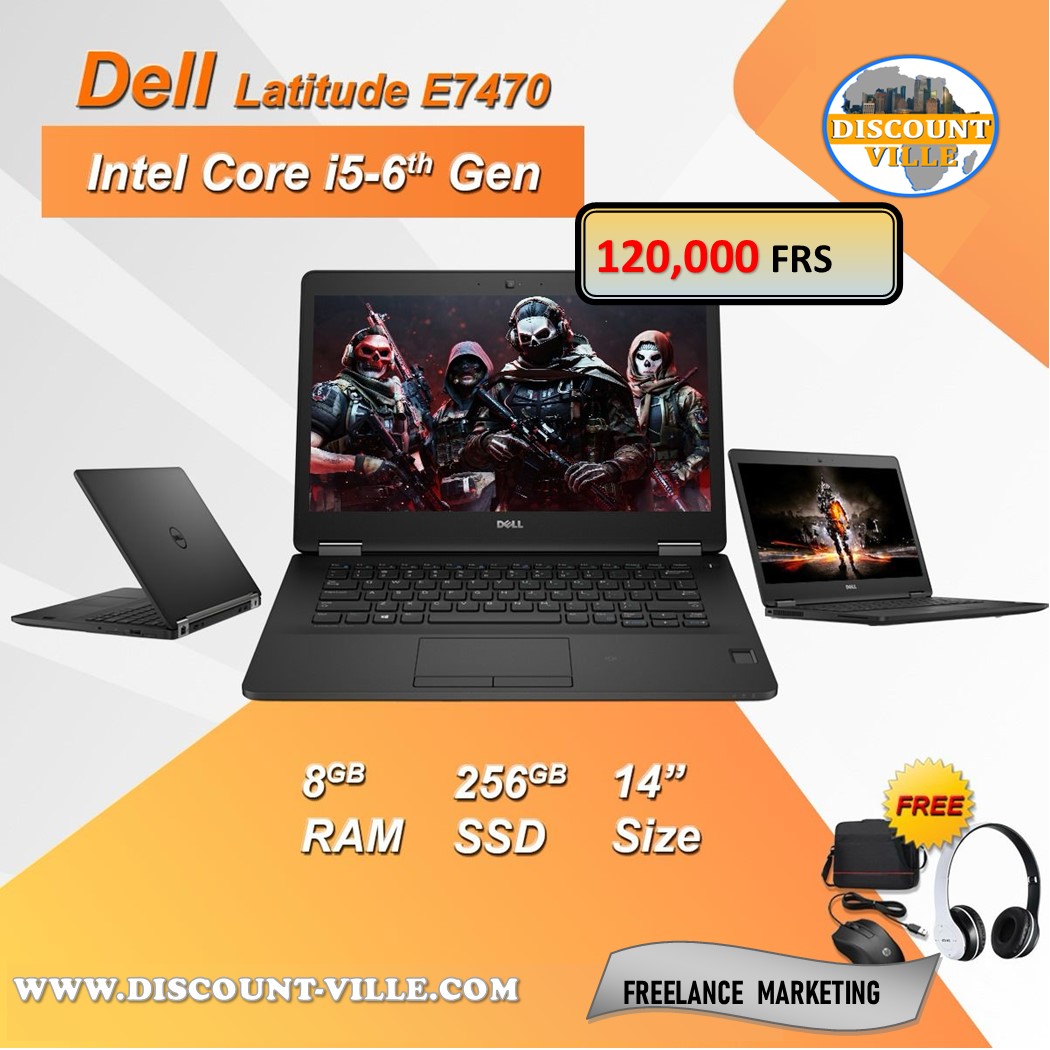 Dell Latitude E7470
DISCOUNT
VILLE
Intel Core i5-6th Gen
120,000 FRS
DELL
DELL
8GB
RAM
256GB
SSD
14”
Size
FREE
WWW.DISCOUNT-VILLE.COM
FREELANCE MARKETING